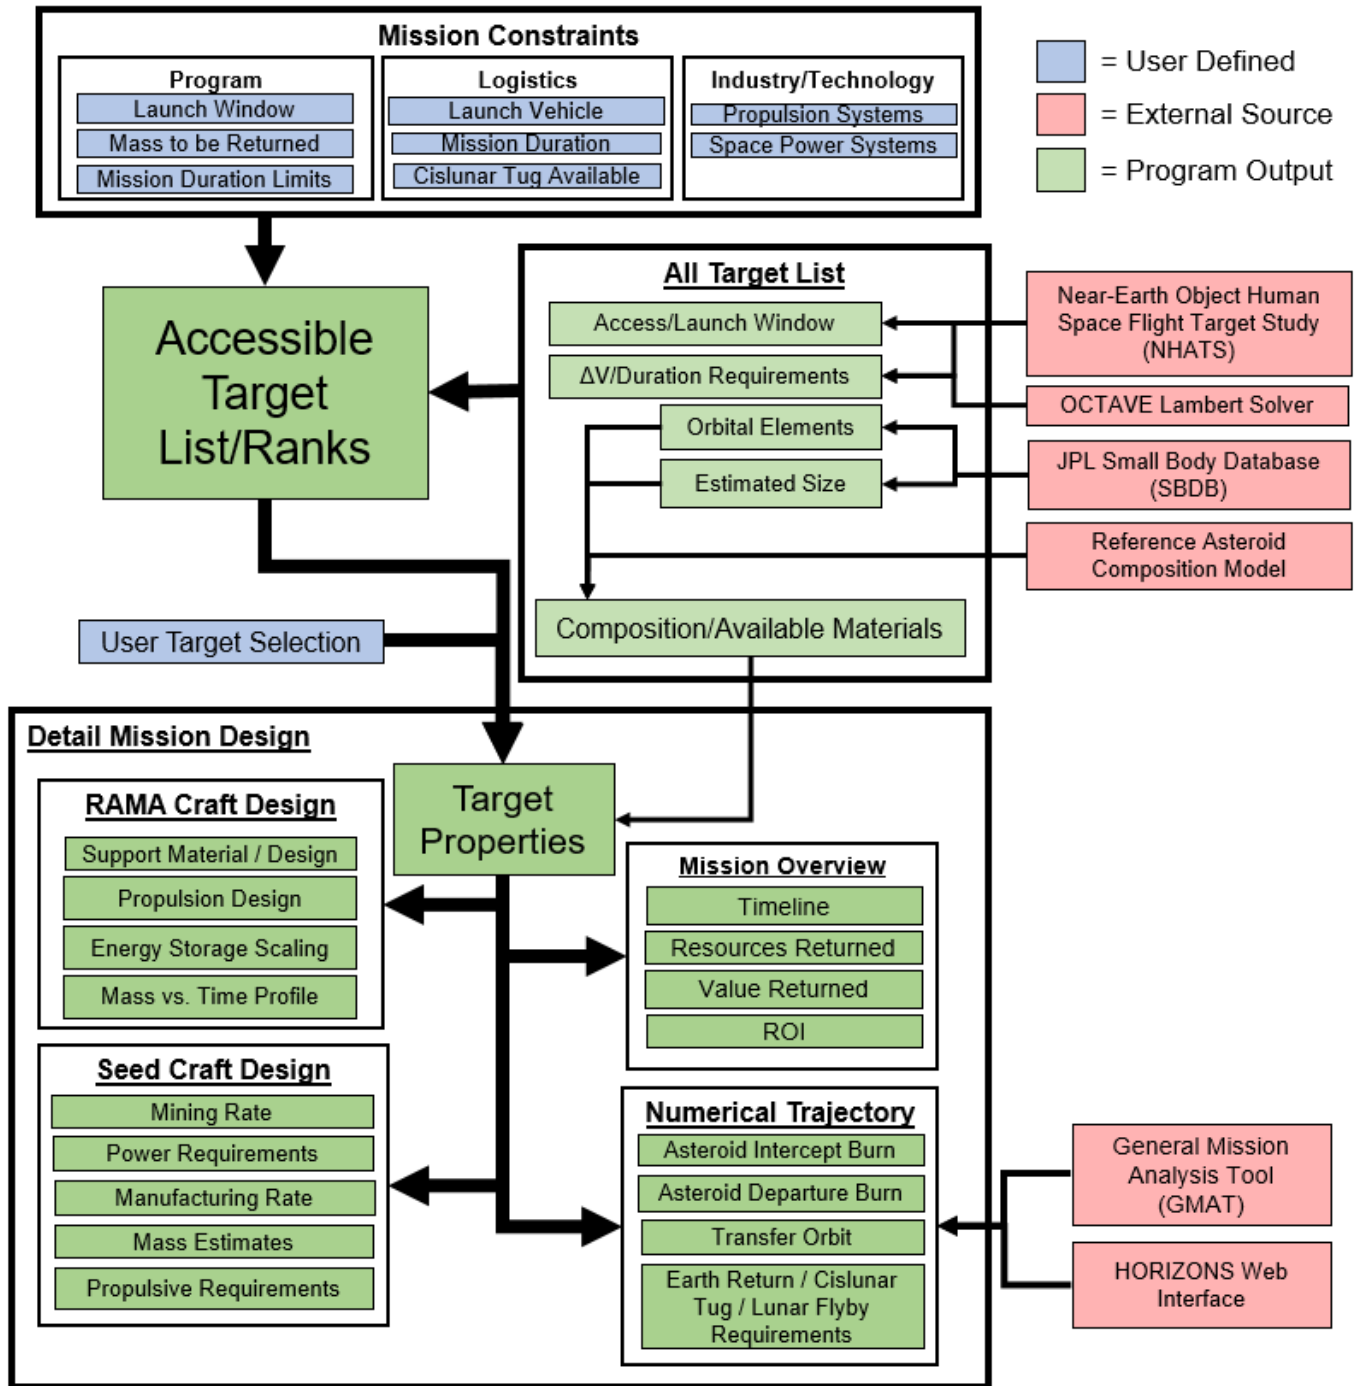 Mission Constraints
Program
Launch Window
Mass to be Returned
Mission Duration Limits
Logistics
Launch Vehicle
Mission Duration
Cislunar Tug Available
Industry/Technology
Propulsion Systems
Space Power Systems
= User Defined
= External Source
= Program Output
Accessible
Target
List/Ranks
All Target List
Access/Launch Window
ΔV/Duration Requirements
Orbital Elements
Estimated Size
Composition/Available Materials
Near-Earth Object Human
Space Flight Target Study
(NHATS)
OCTAVE Lambert Solver
JPL Small Body Database
(SBDB)
Reference Asteroid
Composition Model
User Target Selection
Detail Mission Design
Target
Properties
RAMA Craft Design
Support Material / Design
Propulsion Design
Energy Storage Scaling
Mass vs. Time Profile
Mission Overview
Timeline
Resources Returned
Value Returned
ROI
Seed Craft Design
Mining Rate
Power Requirements
Manufacturing Rate
Mass Estimates
Propulsive Requirements
Numerical Trajectory
Asteroid Intercept Burn
Asteroid Departure Burn
Transfer Orbit
Earth Return / Cislunar
Tug / Lunar Flyby
Requirements
General Mission
Analysis Tool
(GMAT)
HORIZONS Web
Interface